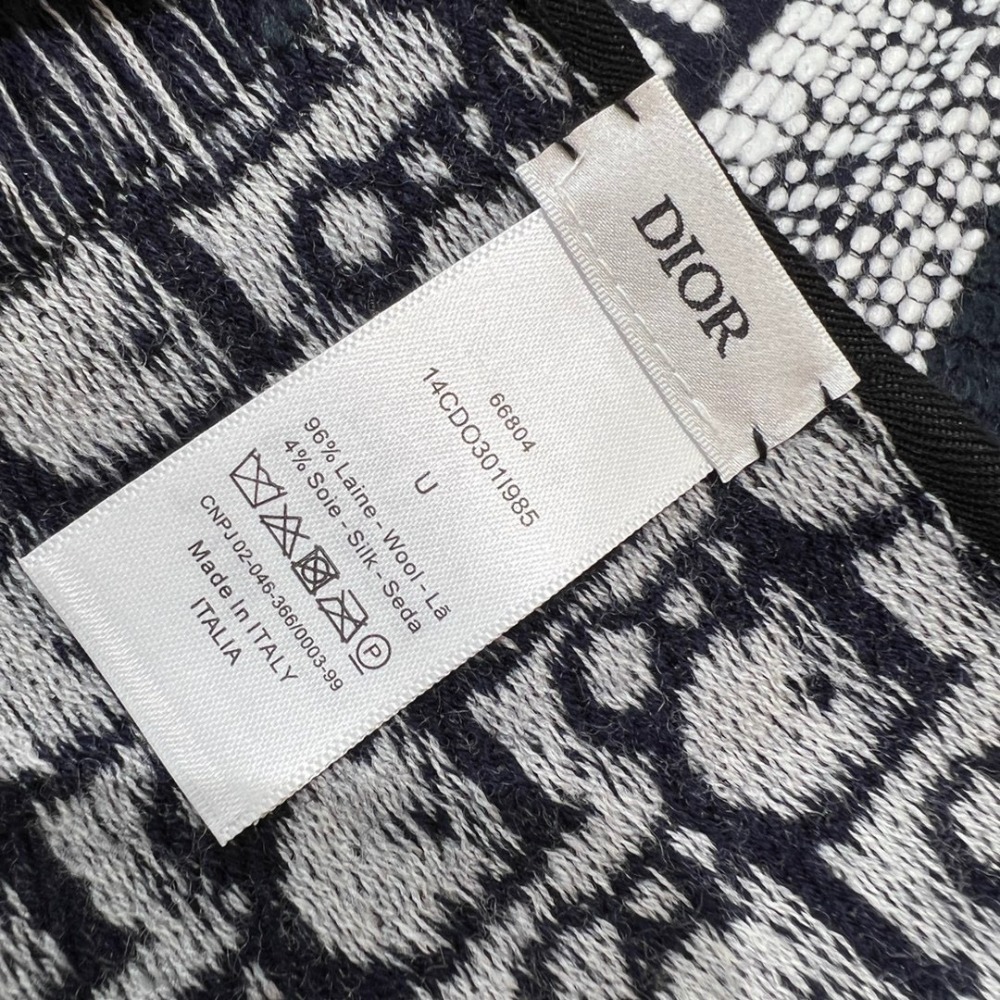 DIOR
66804
14CDO301I985
U
96% Laine - Wool - Lã
4% Soie - Silk - Seda
P
CNPJ 02-046-366/0003-99
Made In ITALY
ITALIA